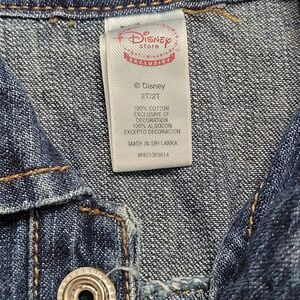 Disney
store
EXCLUSIVE
© Disney
2T/2T
100% COTTON
EXCLUSIVE OF
DECORATION
100% ALGODON
EXCEPTO DECORACION
MADE IN SRI LANKA